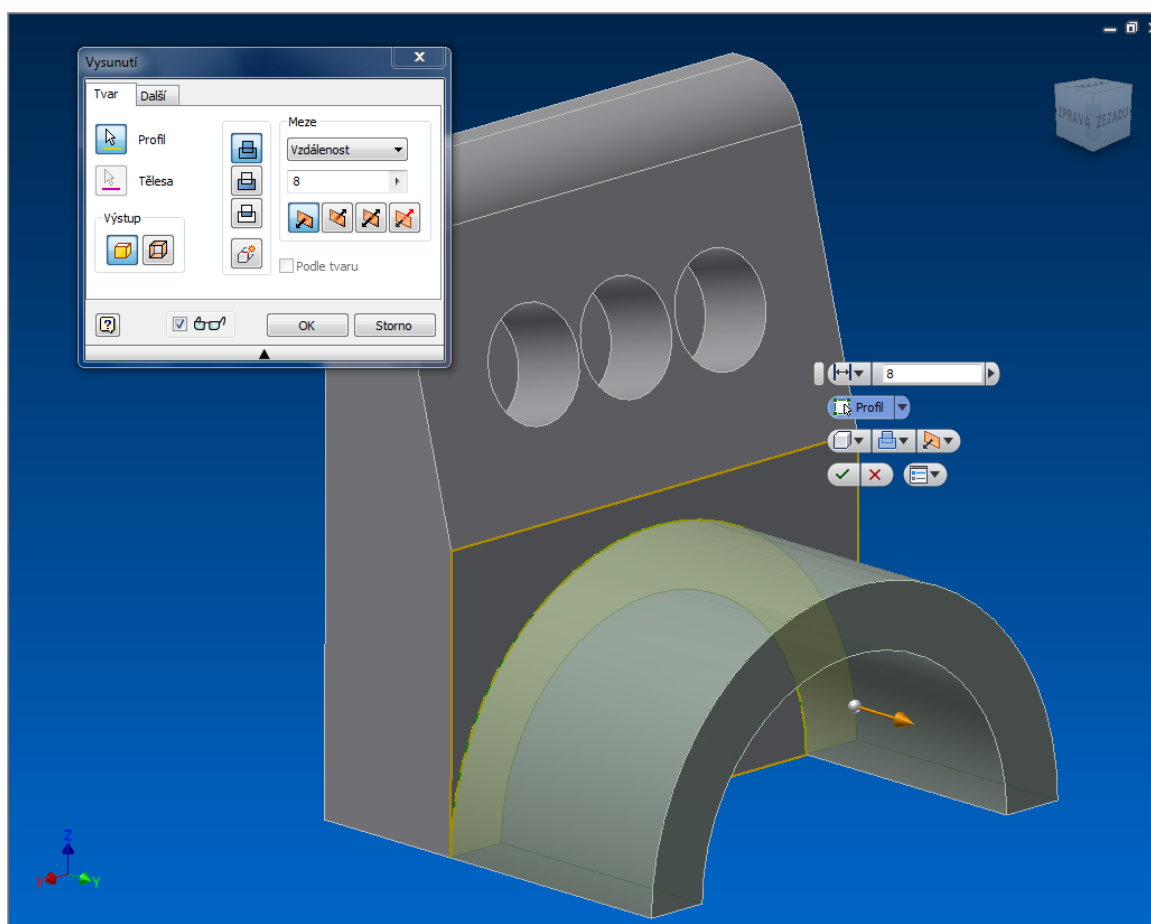 Vysunutí
Tvar
Další
Profil
Tělesa
Výstup
Meze
Vzdálenost
8
Podle tvaru
OK
Storno
ZPRAVA
ZEZADU
8
Profil
Z
X
Y